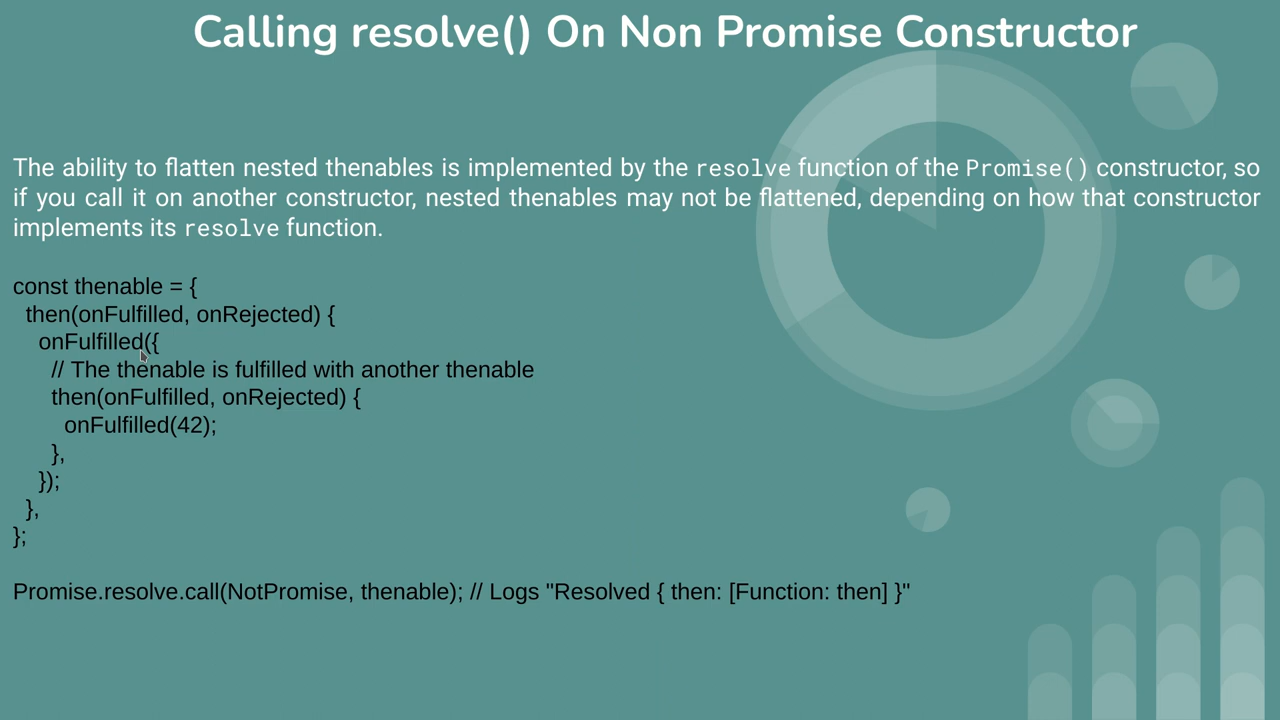 Calling resolve() On Non Promise Constructor
The ability to flatten nested thenables is implemented by the resolve function of the Promise() constructor, so
if you call it on another constructor, nested thenables may not be flattened, depending on how that constructor
implements its resolve function.
const thenable = {
  then(onFulfilled, onRejected) {
    onFulfilled({
      // The thenable is fulfilled with another thenable
      then(onFulfilled, onRejected) {
        onFulfilled(42);
      },
    });
  },
};
Promise.resolve.call(NotPromise, thenable); // Logs "Resolved { then: [Function: then] }"